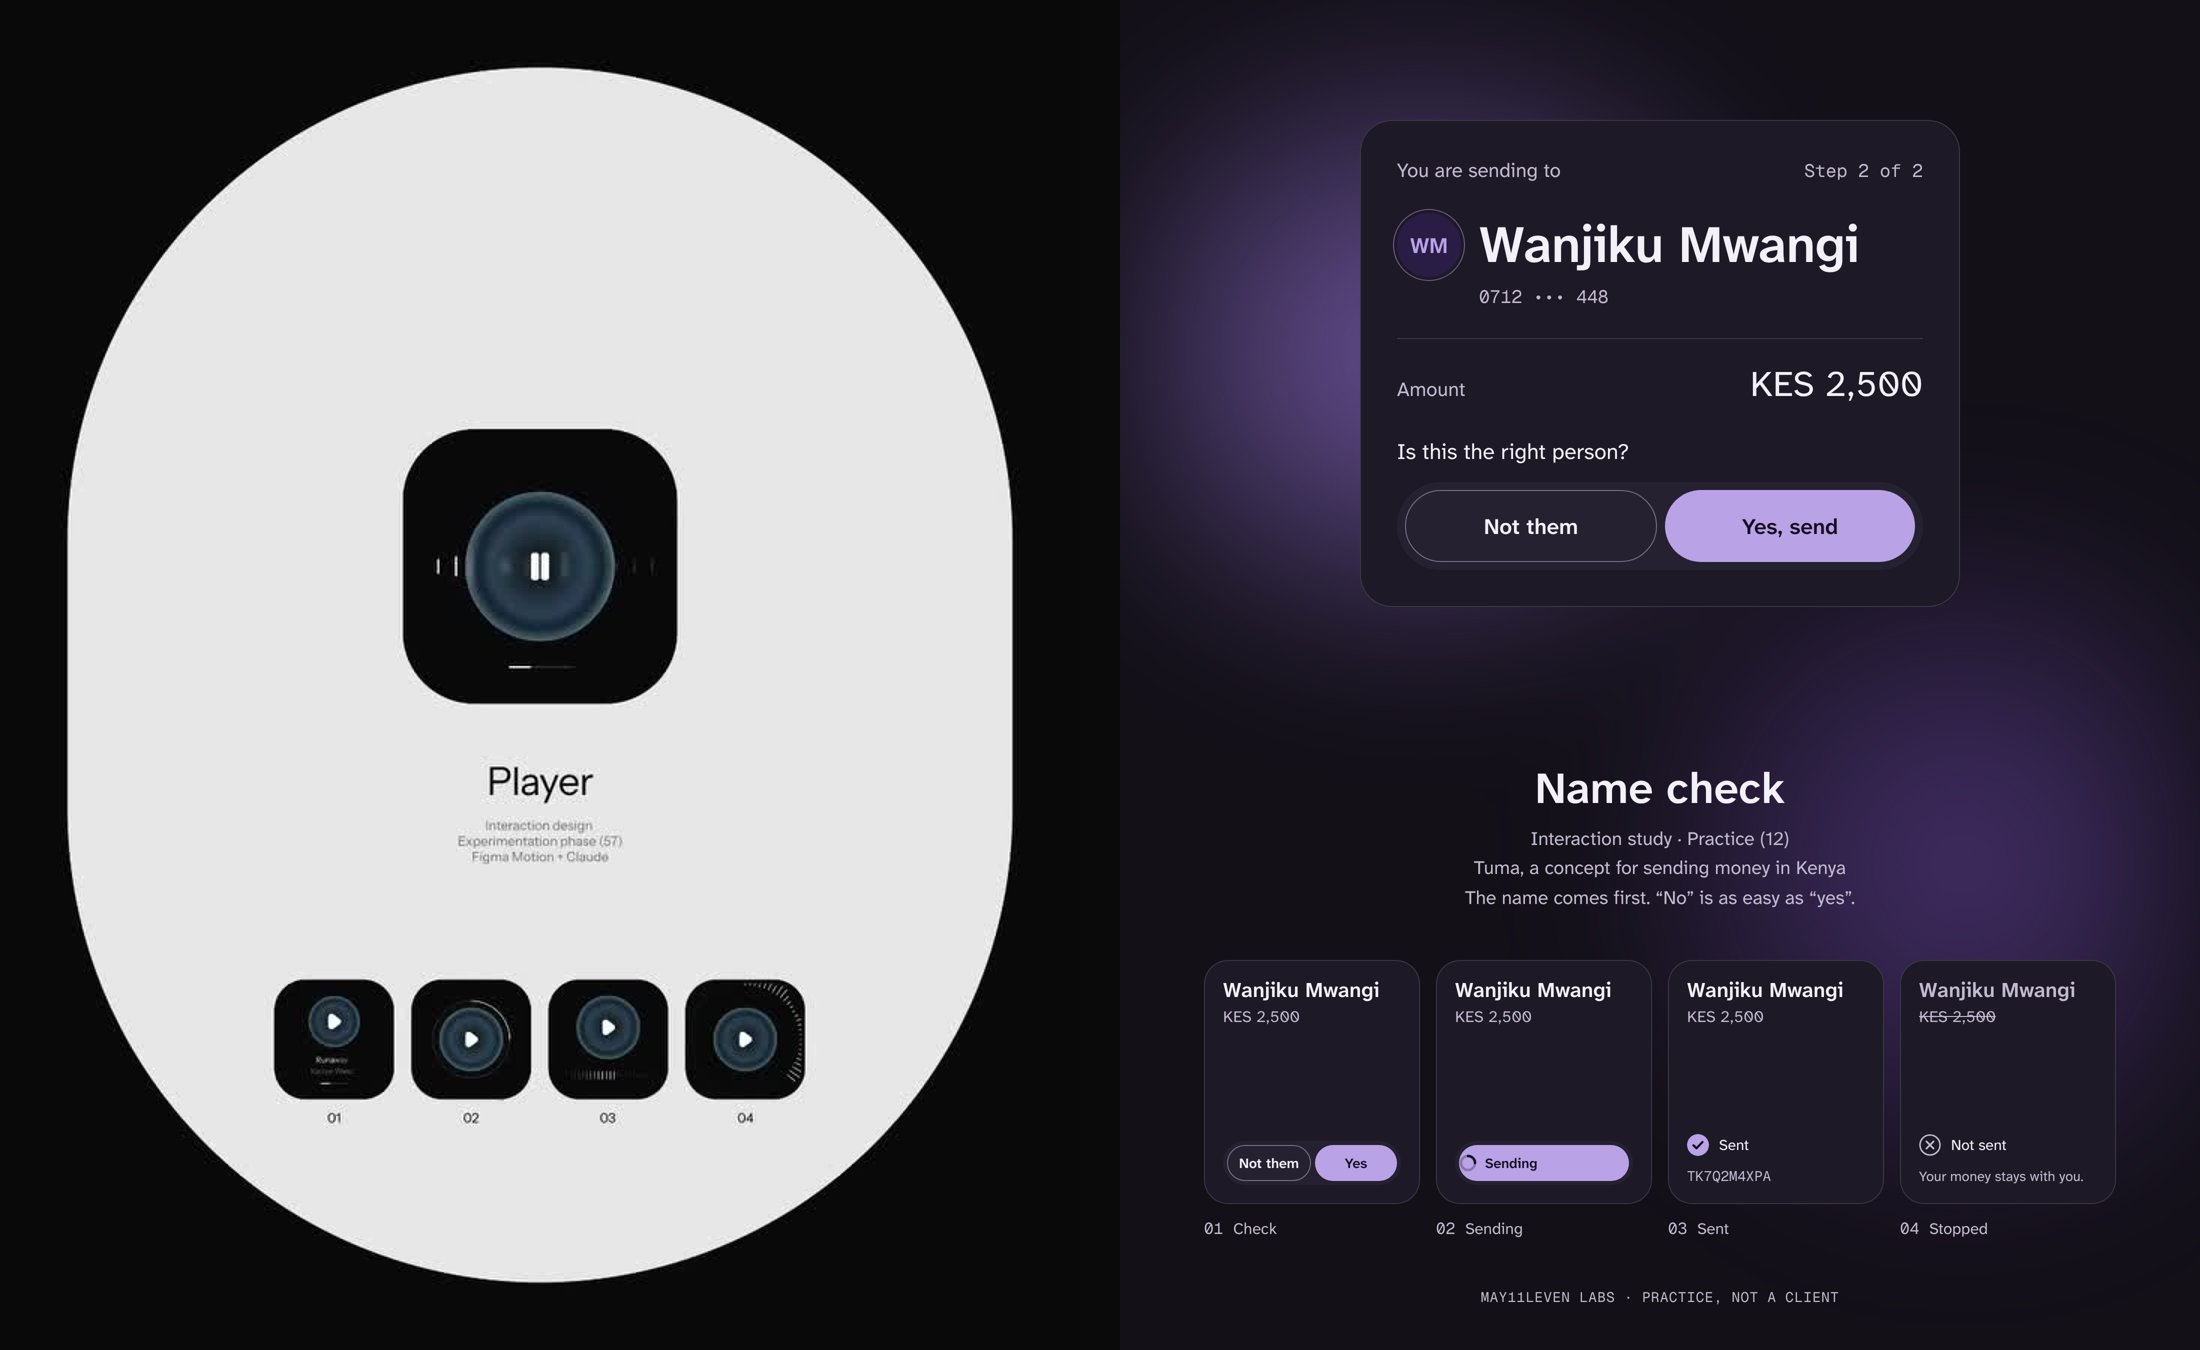 Player
Interaction design
Experimentation phase (57)
Figma Motion + Claude
Runaway
Kanye West
01
02
03
04
You are sending to
Step 2 of 2
WM
Wanjiku Mwangi
0712 ••• 448
Amount
KES 2,500
Is this the right person?
Not them
Yes, send
Name check
Interaction study · Practice (12)
Tuma, a concept for sending money in Kenya
The name comes first. “No” is as easy as “yes”.
Wanjiku Mwangi
KES 2,500
Not them
Yes
01 Check
Wanjiku Mwangi
KES 2,500
Sending
02 Sending
Wanjiku Mwangi
KES 2,500
Sent
TK7Q2M4XPA
03 Sent
Wanjiku Mwangi
KES 2,500
Not sent
Your money stays with you.
04 Stopped
MAY11LEVEN LABS · PRACTICE, NOT A CLIENT